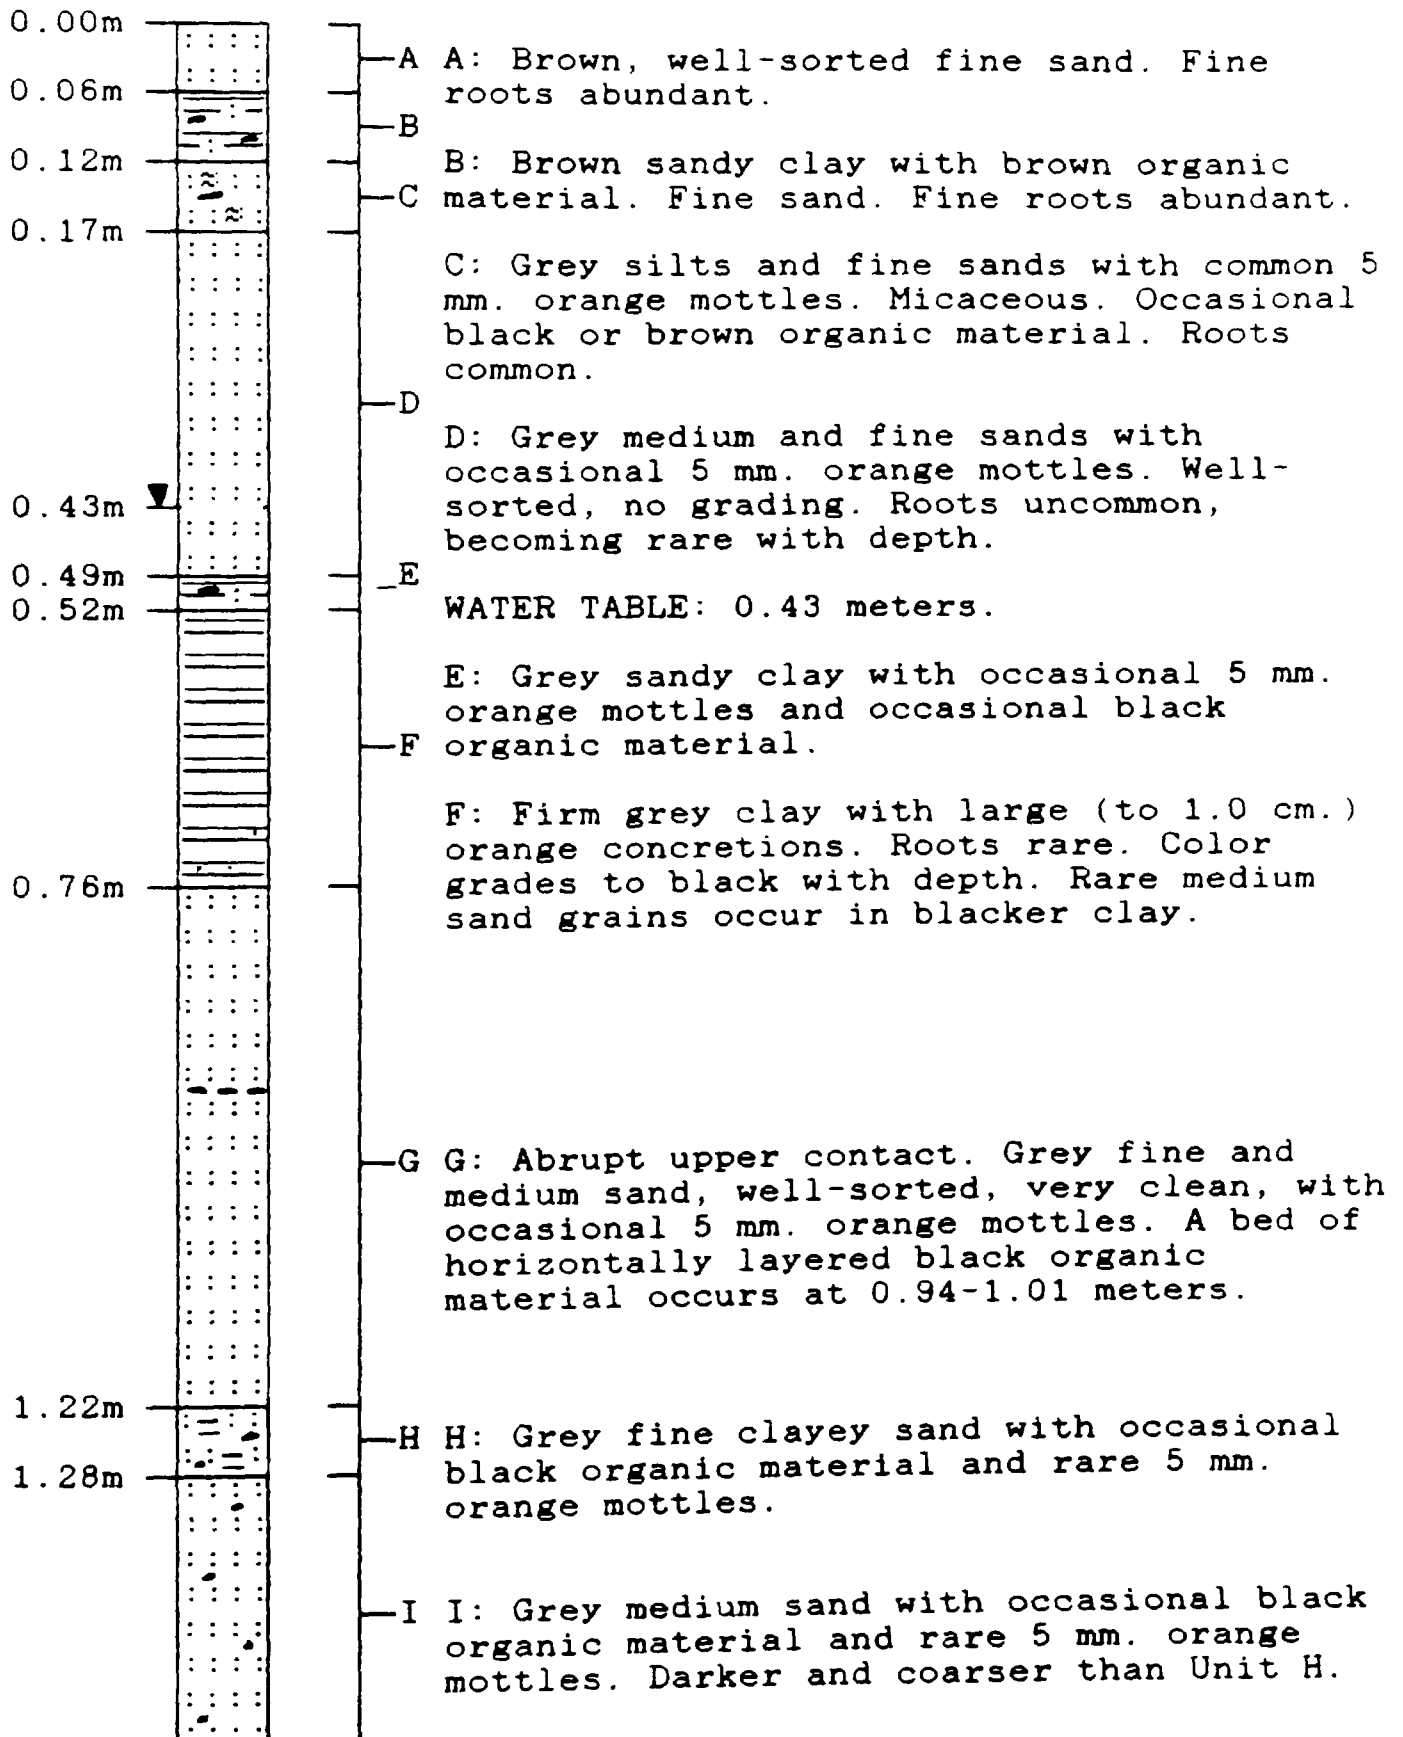 0.00m
A A: Brown, well-sorted fine sand. Fine
0.06m
roots abundant.
B
0.12m
B: Brown sandy clay with brown organic
C material. Fine sand. Fine roots abundant.
0.17m
C: Grey silts and fine sands with common 5
mm. orange mottles. Micaceous. Occasional
black or brown organic material. Roots
common.
D
D: Grey medium and fine sands with
occasional 5 mm. orange mottles. Well-
0.43m
sorted, no grading. Roots uncommon,
becoming rare with depth.
0.49m
E
0.52m
WATER TABLE: 0.43 meters.
E: Grey sandy clay with occasional 5 mm.
orange mottles and occasional black
F organic material.
F: Firm grey clay with large (to 1.0 cm.)
orange concretions. Roots rare. Color
0.76m
grades to black with depth. Rare medium
sand grains occur in blacker clay.
G G: Abrupt upper contact. Grey fine and
medium sand, well-sorted, very clean, with
occasional 5 mm. orange mottles. A bed of
horizontally layered black organic
material occurs at 0.94-1.01 meters.
1.22m
H H: Grey fine clayey sand with occasional
1.28m
black organic material and rare 5 mm.
orange mottles.
I I: Grey medium sand with occasional black
organic material and rare 5 mm. orange
mottles. Darker and coarser than Unit H.